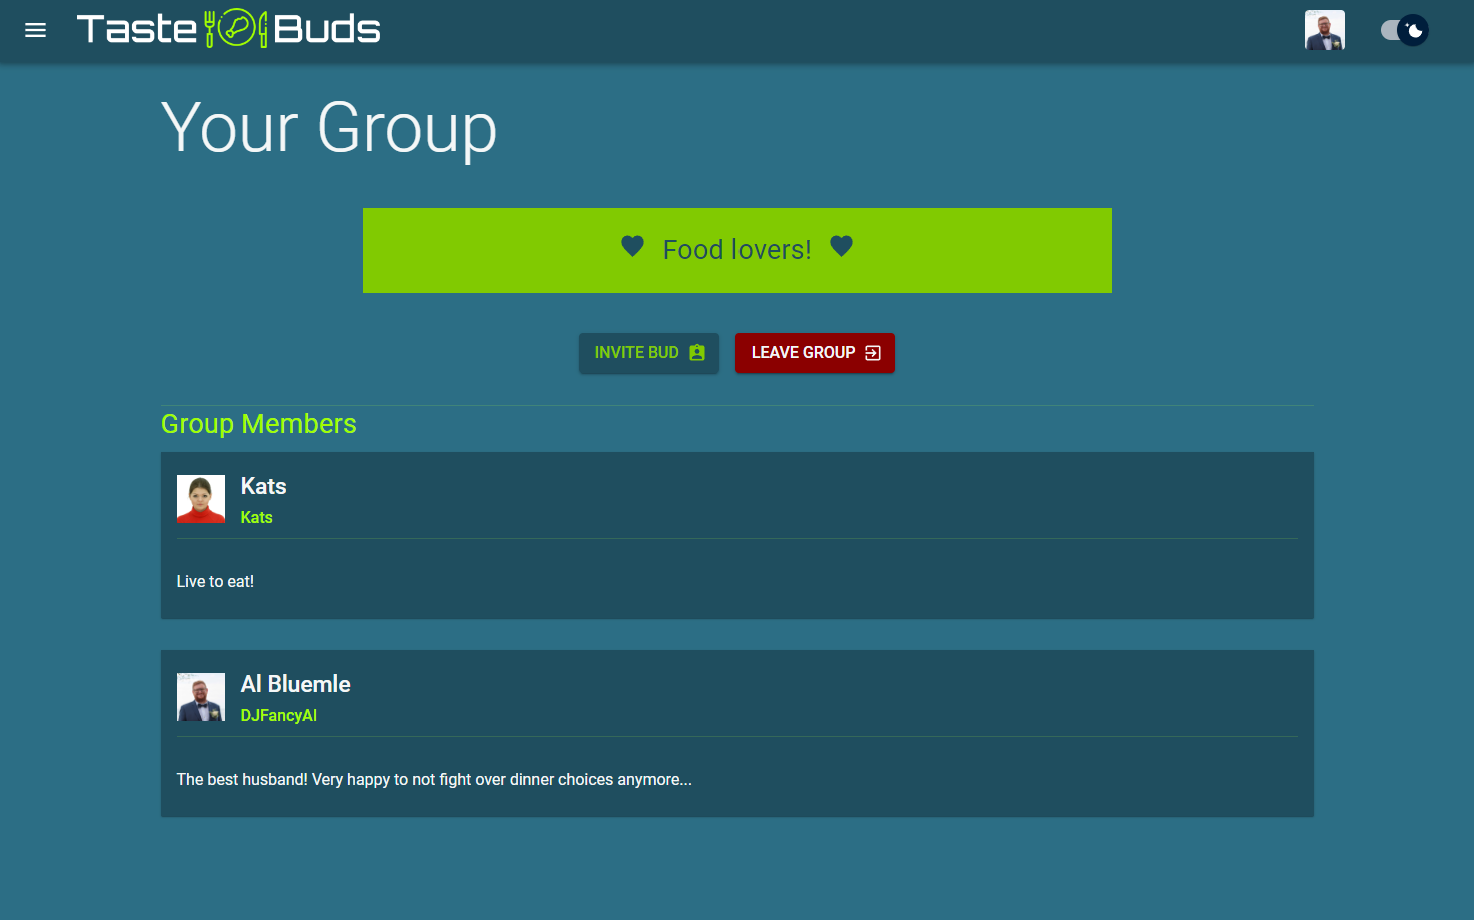 Taste Buds
Your Group
Food lovers!
INVITE BUD
LEAVE GROUP
Group Members
Kats
Kats
Live to eat!
Al Bluemle
DJFancyAl
The best husband! Very happy to not fight over dinner choices anymore...